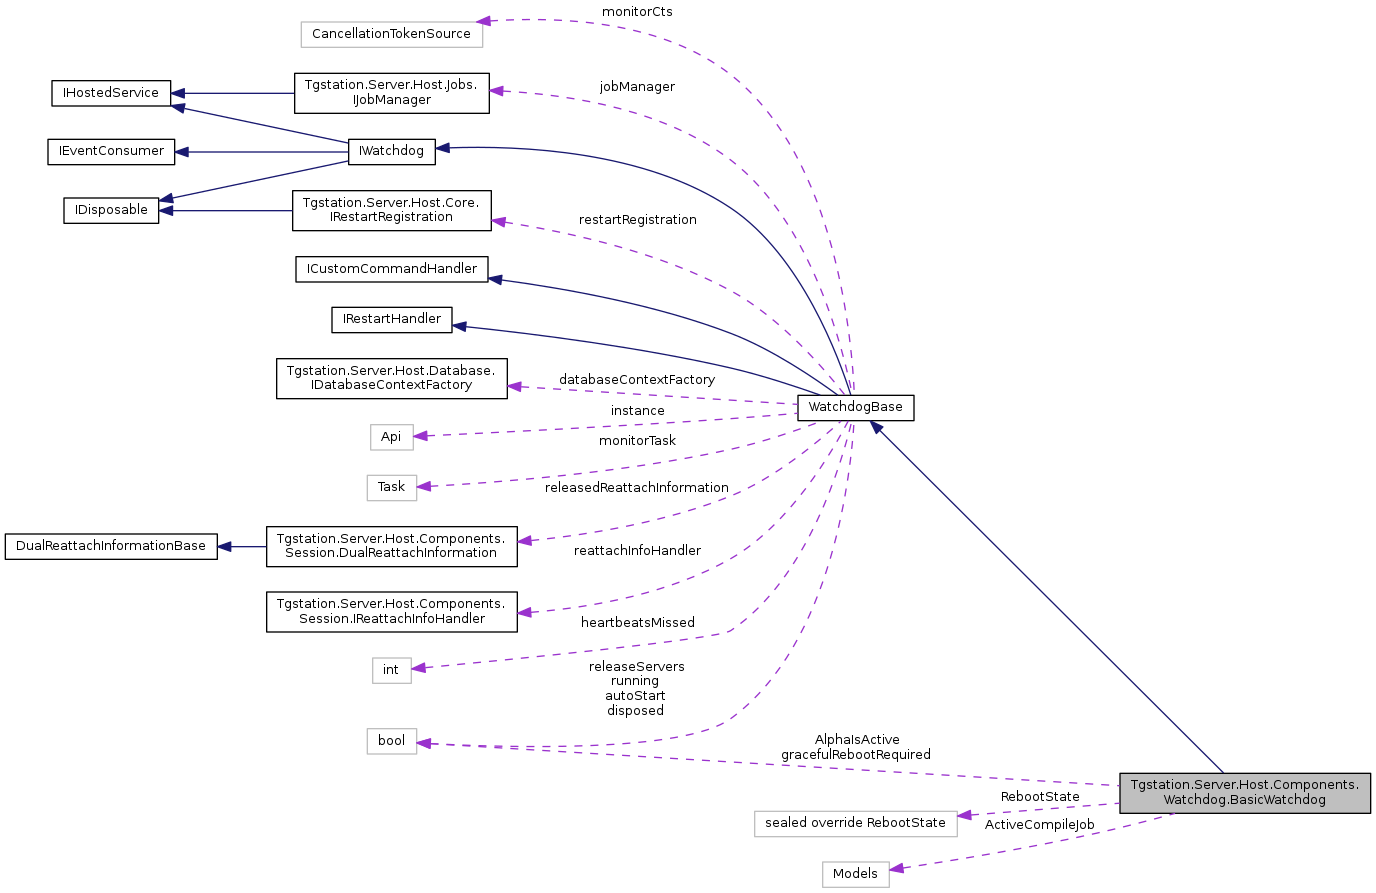 monitorCts
CancellationTokenSource
Tgstation.Server.Host.Jobs.
IJobManager
jobManager
IHostedService
IEventConsumer
IWatchdog
IDisposable
Tgstation.Server.Host.Core.
IRestartRegistration
restartRegistration
ICustomCommandHandler
IRestartHandler
Tgstation.Server.Host.Database.
IDatabaseContextFactory
databaseContextFactory
WatchdogBase
instance
Api
monitorTask
Task
releasedReattachInformation
DualReattachInformationBase
Tgstation.Server.Host.Components.
Session.DualReattachInformation
reattachInfoHandler
Tgstation.Server.Host.Components.
Session.IReattachInfoHandler
heartbeatsMissed
int
releaseServers
running
autoStart
disposed
bool
AlphaIsActive
gracefulRebootRequired
Tgstation.Server.Host.Components.
Watchdog.BasicWatchdog
RebootState
sealed override RebootState
ActiveCompileJob
Models